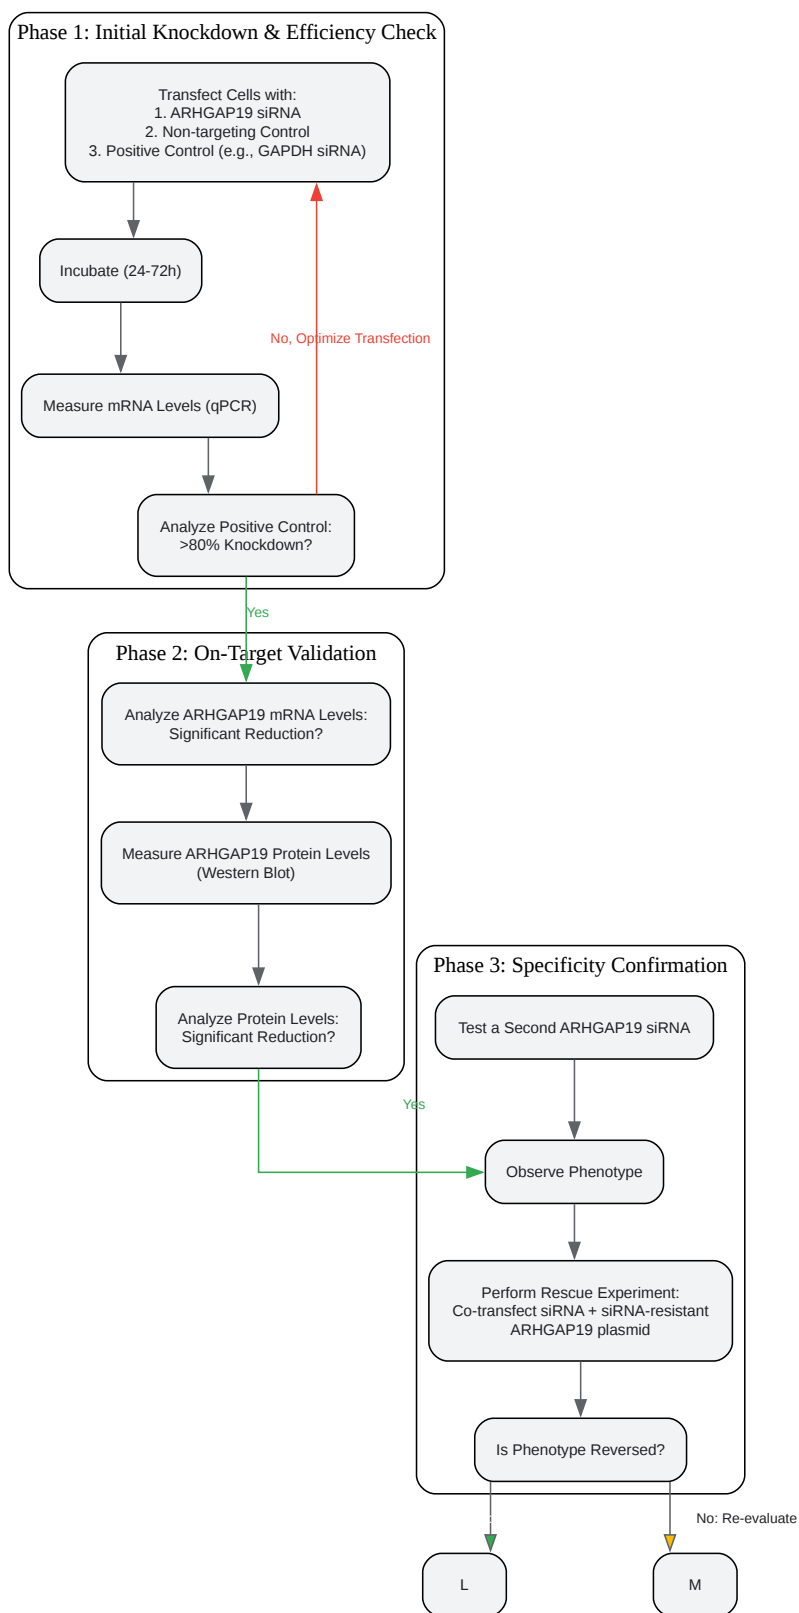 Phase 1: Initial Knockdown & Efficiency Check
Transfect Cells with:
1. ARHGAP19 siRNA
2. Non-targeting Control
3. Positive Control (e.g., GAPDH siRNA)
Incubate (24-72h)
No, Optimize Transfection
Measure mRNA Levels (qPCR)
Analyze Positive Control:
>80% Knockdown?
Yes
Phase 2: On-Target Validation
Analyze ARHGAP19 mRNA Levels:
Significant Reduction?
Measure ARHGAP19 Protein Levels
(Western Blot)
Analyze Protein Levels:
Significant Reduction?
Yes
Phase 3: Specificity Confirmation
Test a Second ARHGAP19 siRNA
Observe Phenotype
Perform Rescue Experiment:
Co-transfect siRNA + siRNA-resistant
ARHGAP19 plasmid
Is Phenotype Reversed?
No: Re-evaluate
L
M